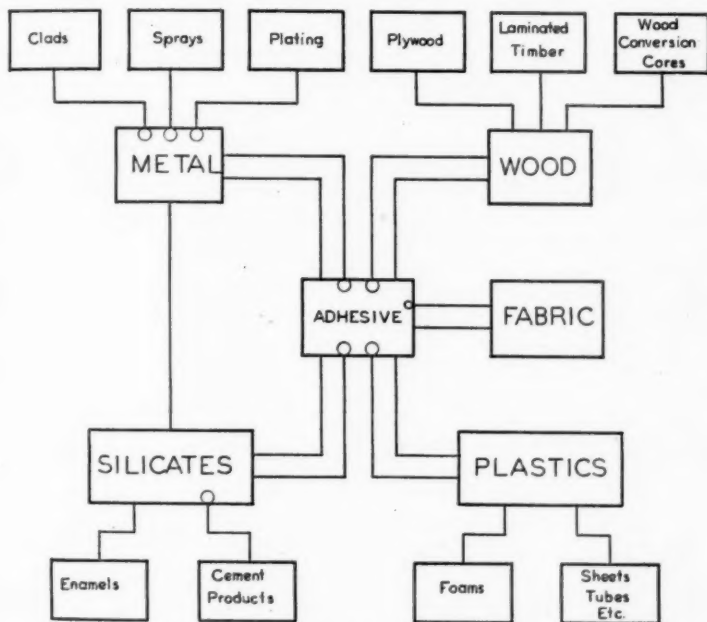 Clads
Sprays
Plating
Plywood
Laminated
Timber
Wood
Conversion
Cores
METAL
WOOD
ADHESIVE
FABRIC
SILICATES
PLASTICS
Enamels
Cement
Products
Foams
Sheets
Tubes
Etc.